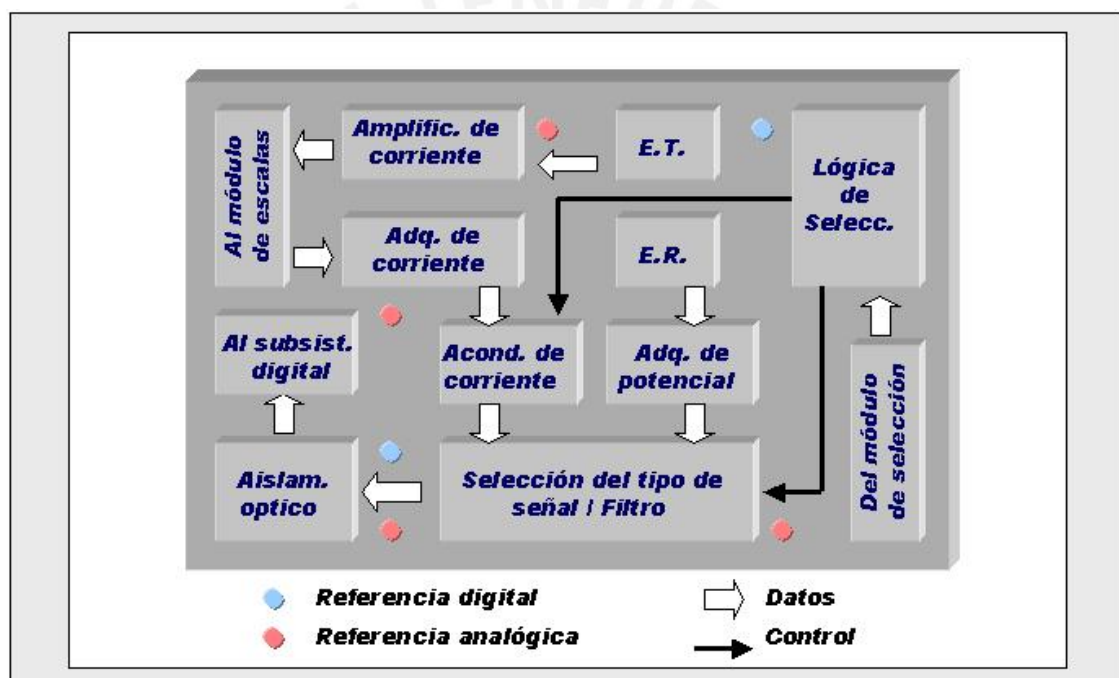 Amplific. de
corriente
E.T.
Lógica
de
Selecc.
Al módulo
de escalas
Adq. de
corriente
E.R.
Al subsist.
digital
Acond. de
corriente
Adq. de
potencial
Del módulo
de selección
Aislam.
optico
Selección del tipo de
señal / Filtro
Referencia digital
Datos
Referencia analógica
Control